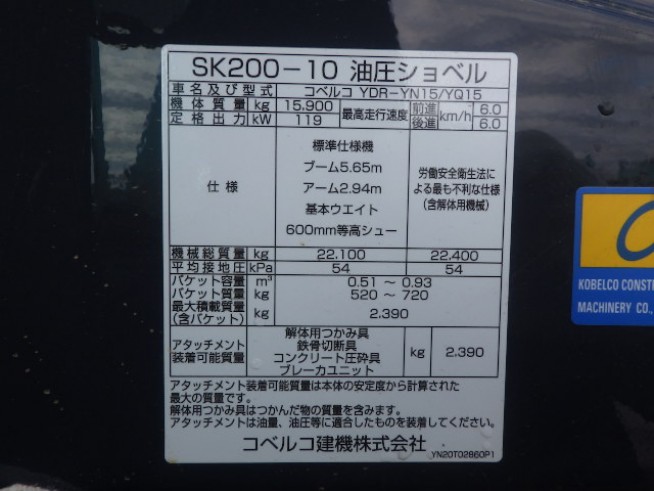 SK200-10 油圧ショベル
車名及び型式 コベルコ YDR-YN15/YQ15
機体質量 kg 15,900 最高走行速度 前進 km/h 6.0
定格出力 kW 119 後進 6.0
仕様
標準仕様機
ブーム5.65m
アーム2.94m
基本ウエイト
600mm等高シュー
労働安全衛生法に
よる最も不利な仕様
(含解体用機械)
機械総質量 kg 22,100 22,400
平均接地圧 kPa 54 54
バケット容量 m³ 0.51 ~ 0.93
バケット質量 kg 520 ~ 720
最大積載質量
(含バケット) kg 2,390
アタッチメント
装着可能質量
解体用つかみ具
鉄骨切断具
コンクリート圧砕具
ブレーカユニット
kg 2,390
アタッチメント装着可能質量は本体の安定度から計算された
最大の質量です。
解体用つかみ具はつかんだ物の質量を含みます。
アタッチメントは油量、油圧等に適合したものを装着してください。
コベルコ建機株式会社
YN20T02860P1
KOBELCO CONST
MACHINERY CO.,